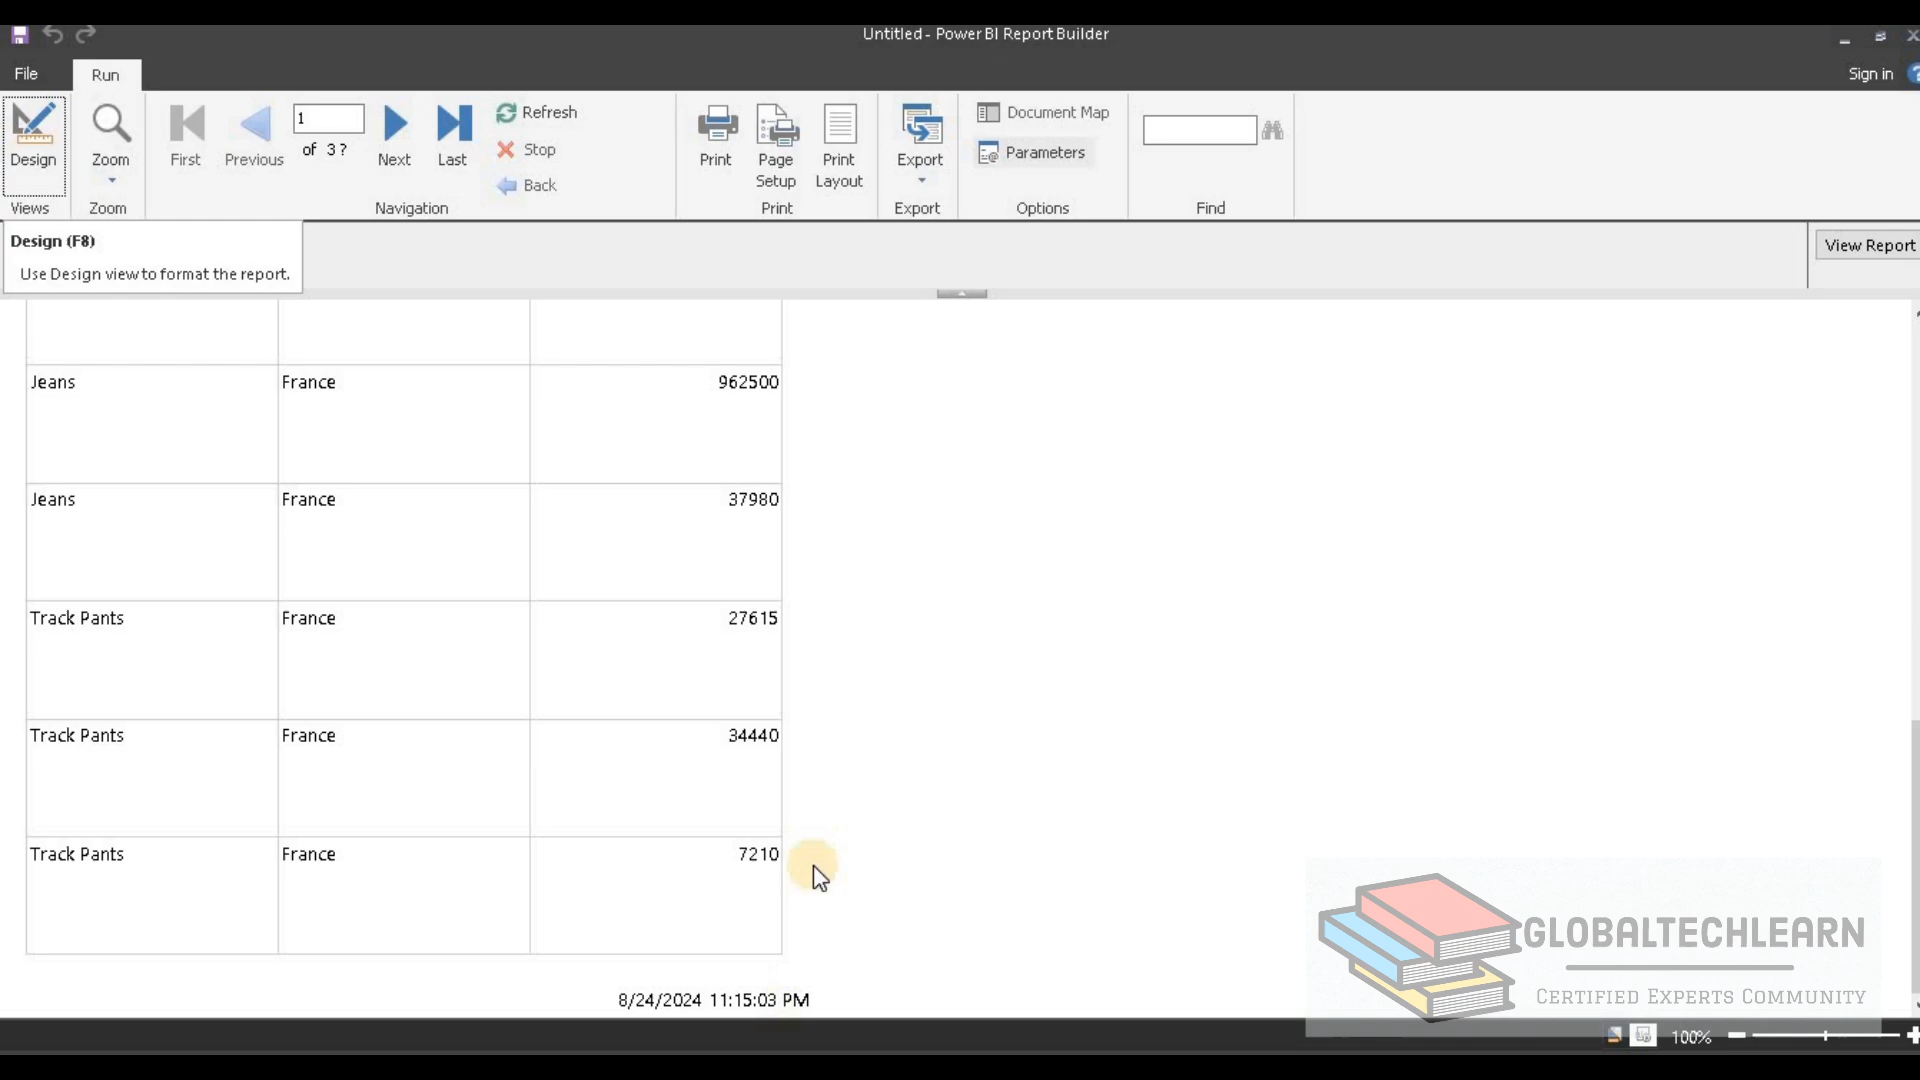 Untitled - Power BI Report Builder
File
Run
Sign in
Design
Zoom
First
Previous
1
of 3 ?
Next
Last
Refresh
Stop
Back
Print
Page Setup
Print Layout
Export
Document Map
Parameters
Views
Zoom
Navigation
Print
Export
Options
Find
Design (F8)
Use Design view to format the report.
View Report
Jeans France 962500
Jeans France 37980
Track Pants France 27615
Track Pants France 34440
Track Pants France 7210
8/24/2024 11:15:03 PM
GLOBALTECHLEARN
CERTIFIED EXPERTS COMMUNITY
100%